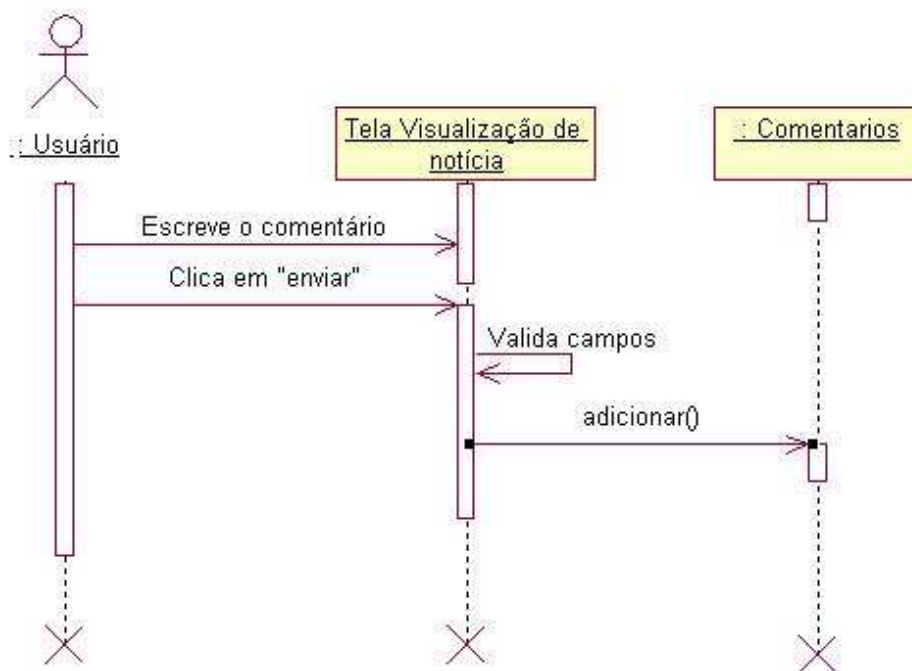 : Usuário
Tela Visualização de
notícia
: Comentarios
Escreve o comentário
Clica em "enviar"
Valida campos
adicionar()